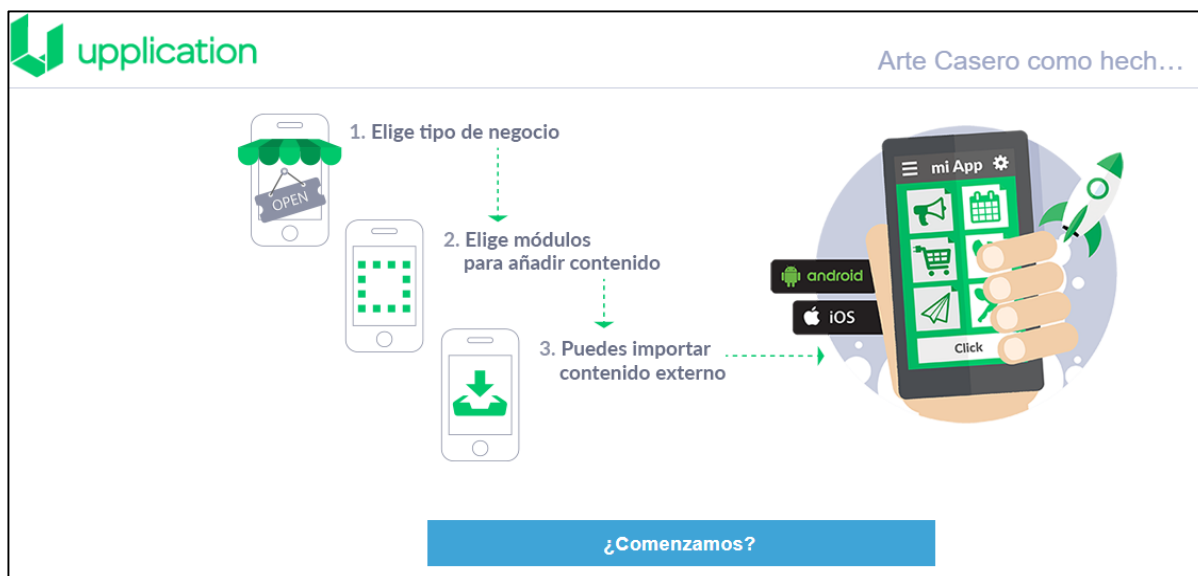 upplication
Arte Casero como hech...
1. Elige tipo de negocio
OPEN
2. Elige módulos
para añadir contenido
3. Puedes importar
contenido externo
mi App
android
iOS
Click
¿Comenzamos?